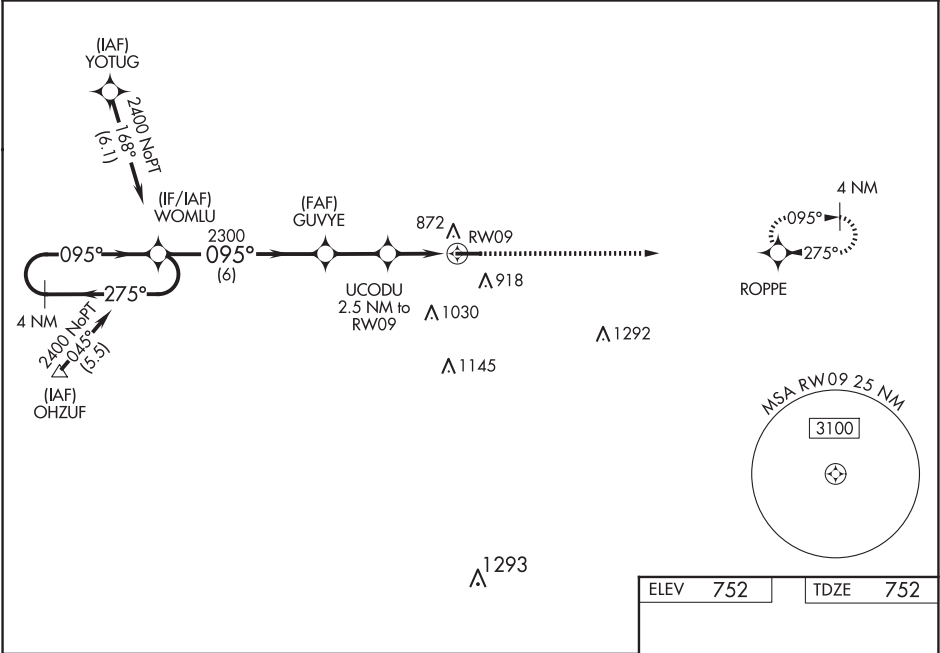 (IAF)
YOTUG
2400 NoPT
168°
(6.1)
(IF/IAF)
WOMLU
(FAF)
GUVYE
872
RW09
4 NM
095°
275°
095°
2300
095°
(6)
275°
4 NM
UCODU
2.5 NM to
RW09
918
1030
1292
1145
ROPPE
2400 NoPT
045°
(5.5)
(IAF)
OHZUF
MSA RW09 25 NM
3100
1293
ELEV 752
TDZE 752